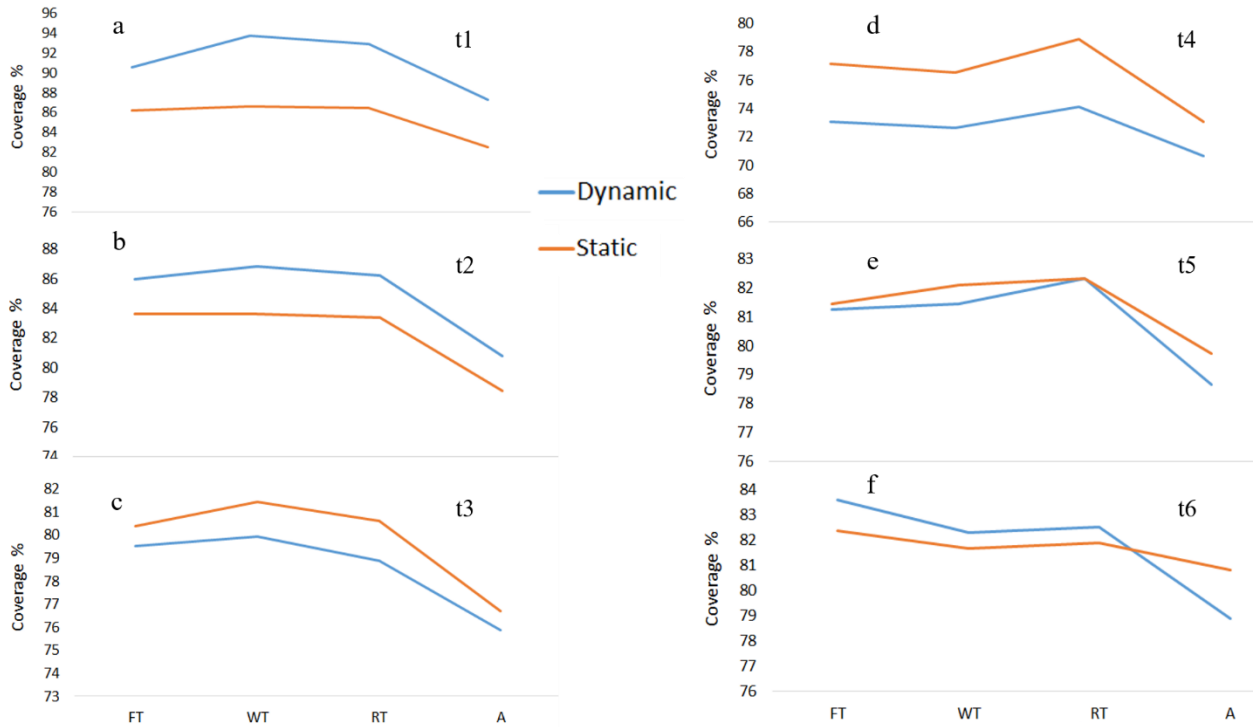 a
t1
Coverage %
96
94
92
90
88
86
84
82
80
78
76
b
t2
Coverage %
88
86
84
82
80
78
76
74
c
t3
Coverage %
82
81
80
79
78
77
76
75
74
73
FT WT RT A
Dynamic
Static
d
t4
Coverage %
80
78
76
74
72
70
68
66
e
t5
Coverage %
83
82
81
80
79
78
77
76
f
t6
Coverage %
84
83
82
81
80
79
78
77
76
FT WT RT A